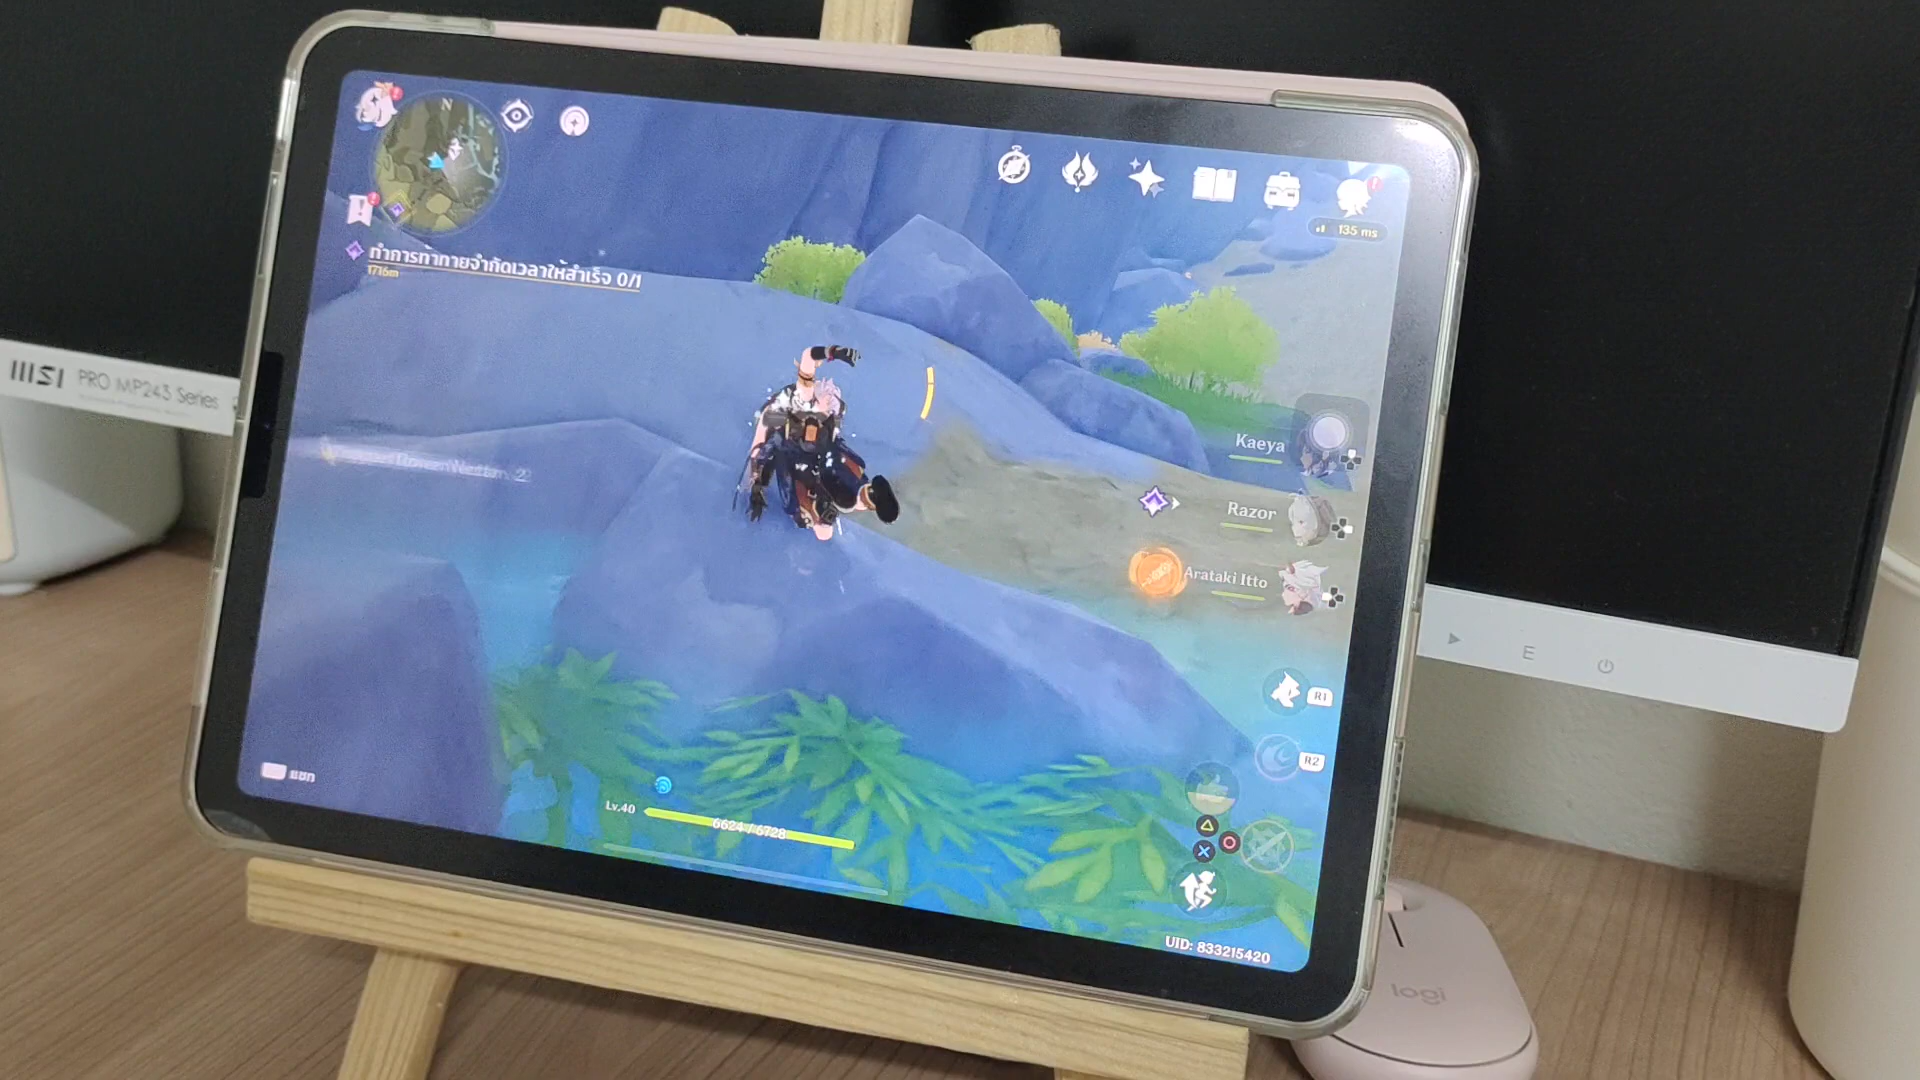 N
135 ms
ทำการท้าทายจำกัดเวลาให้สำเร็จ 0/1
1716m
MSI PRO MP243 Series
Kaeya
Razor
Arataki Itto
R1
R2
E
แชท
Lv.40
6624 / 6728
UID: 833215420
logi